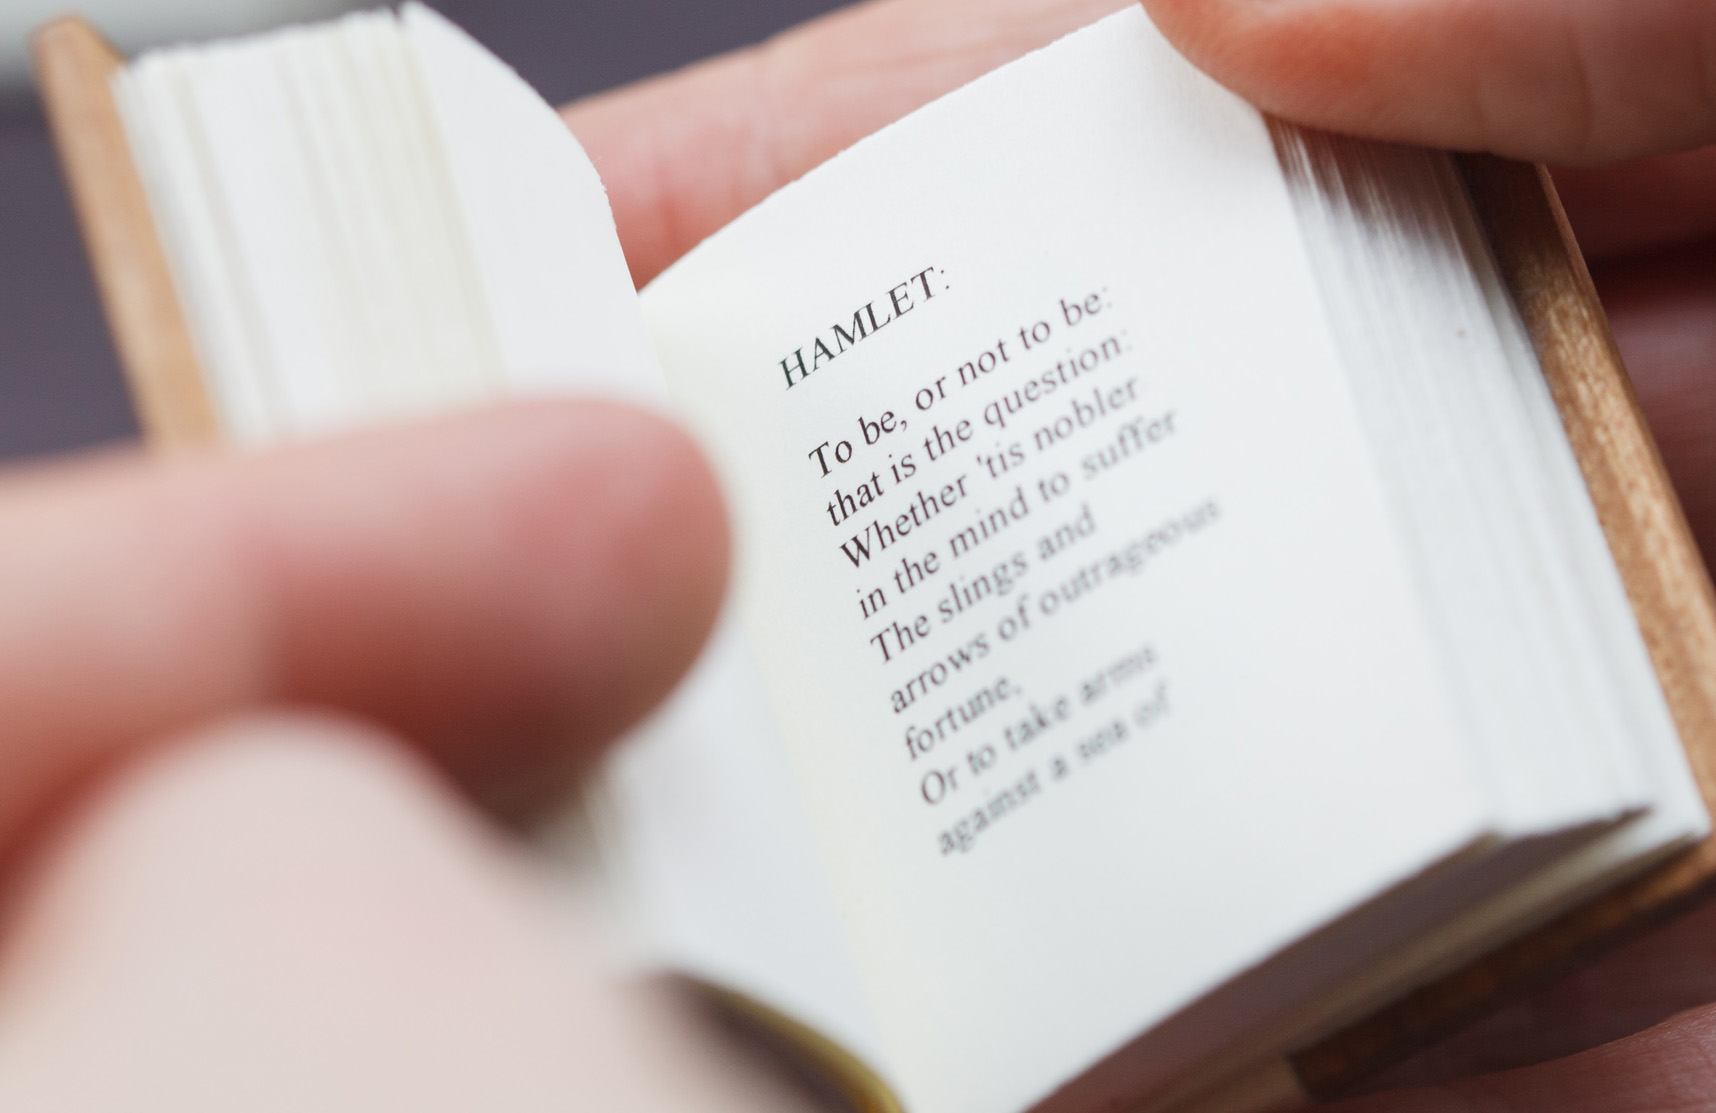 HAMLET:
To be, or not to be:
that is the question:
Whether 'tis nobler
in the mind to suffer
The slings and
arrows of outrageous
fortune,
Or to take arms
against a sea of